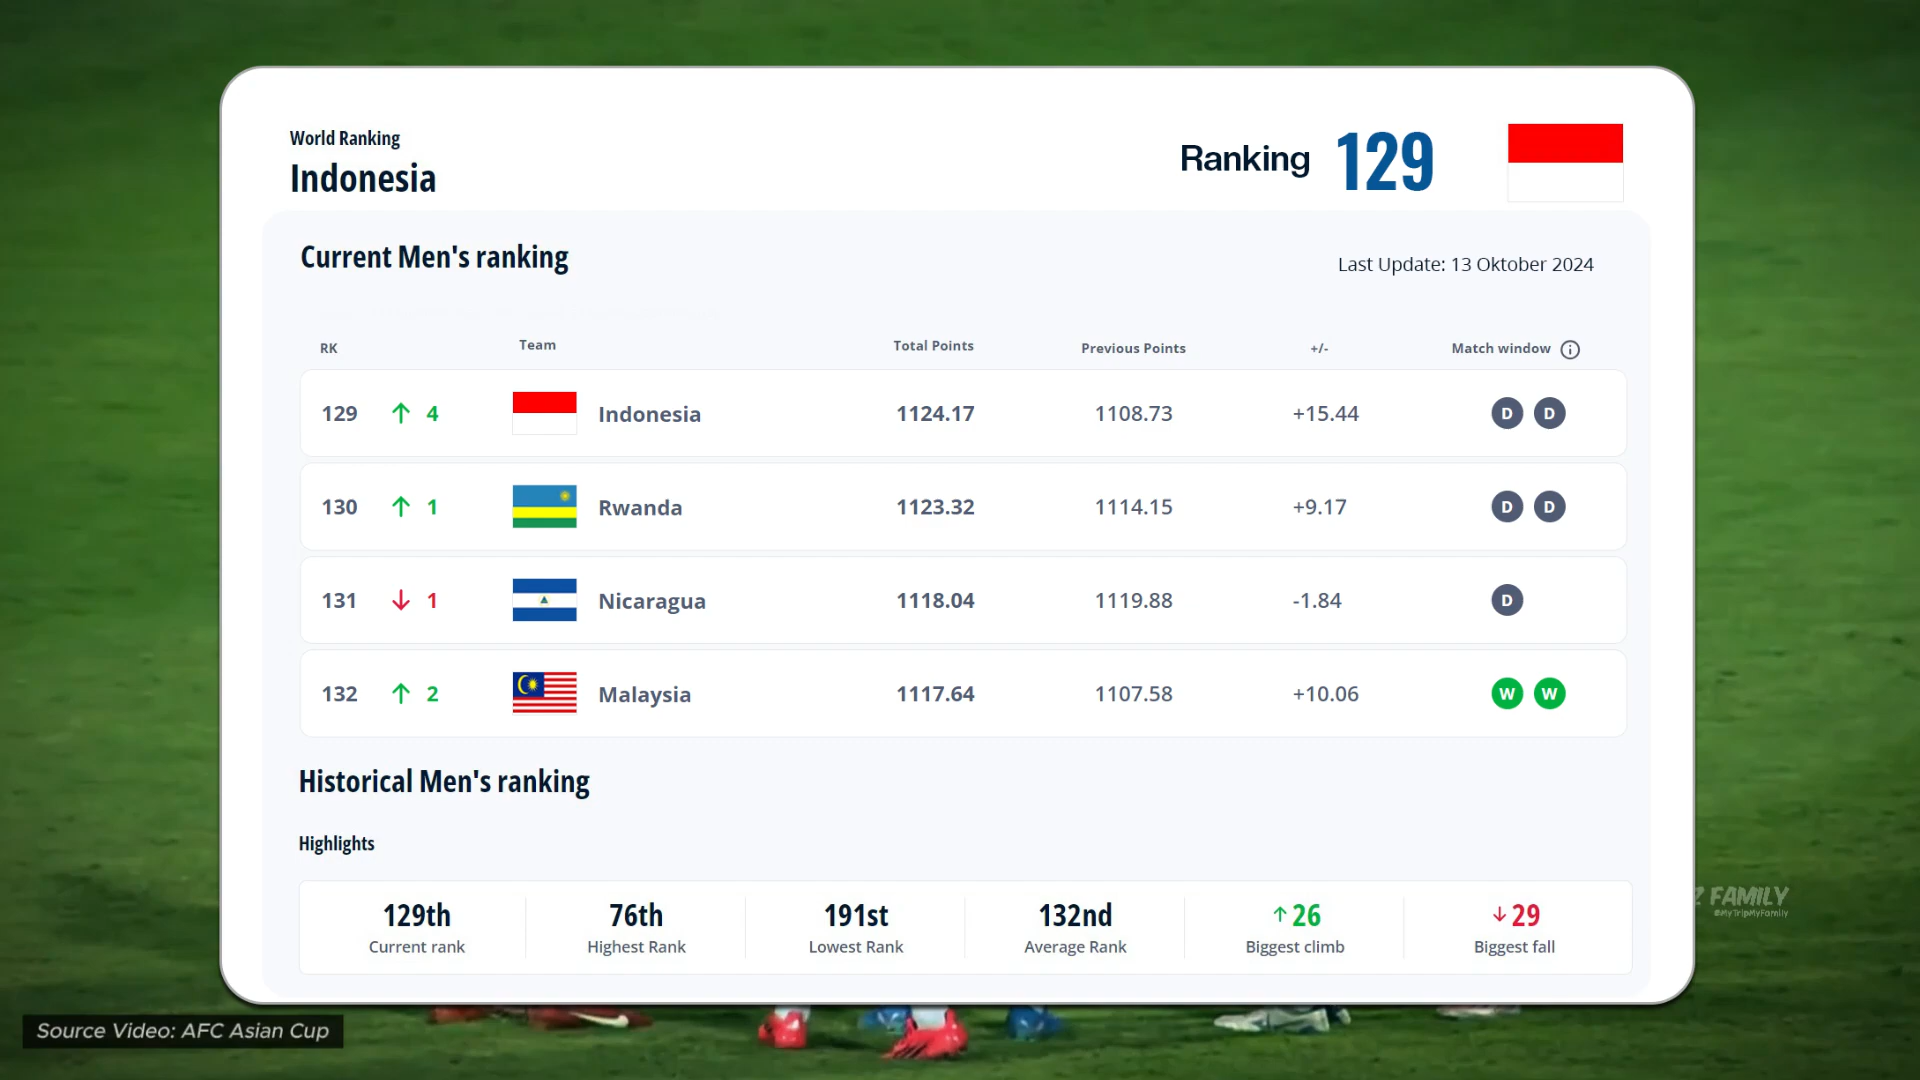 World Ranking
Indonesia
Ranking 129
Current Men's ranking
Last Update: 13 Oktober 2024
RK Team Total Points Previous Points +/- Match window
129 4 Indonesia 1124.17 1108.73 +15.44 D D
130 1 Rwanda 1123.32 1114.15 +9.17 D D
131 1 Nicaragua 1118.04 1119.88 -1.84 D
132 2 Malaysia 1117.64 1107.58 +10.06 W W
Historical Men's ranking
Highlights
129th 76th 191st 132nd 26 29
Current rank Highest Rank Lowest Rank Average Rank Biggest climb Biggest fall
FAMILY
#MyTripMyFamily
Source Video: AFC Asian Cup